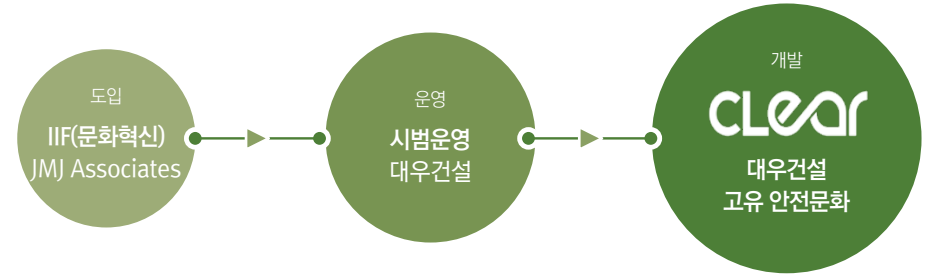 도입
IIF(문화혁신)
JMJ Associates
운영
시범운영
대우건설
개발
CLEar
대우건설
고유 안전문화